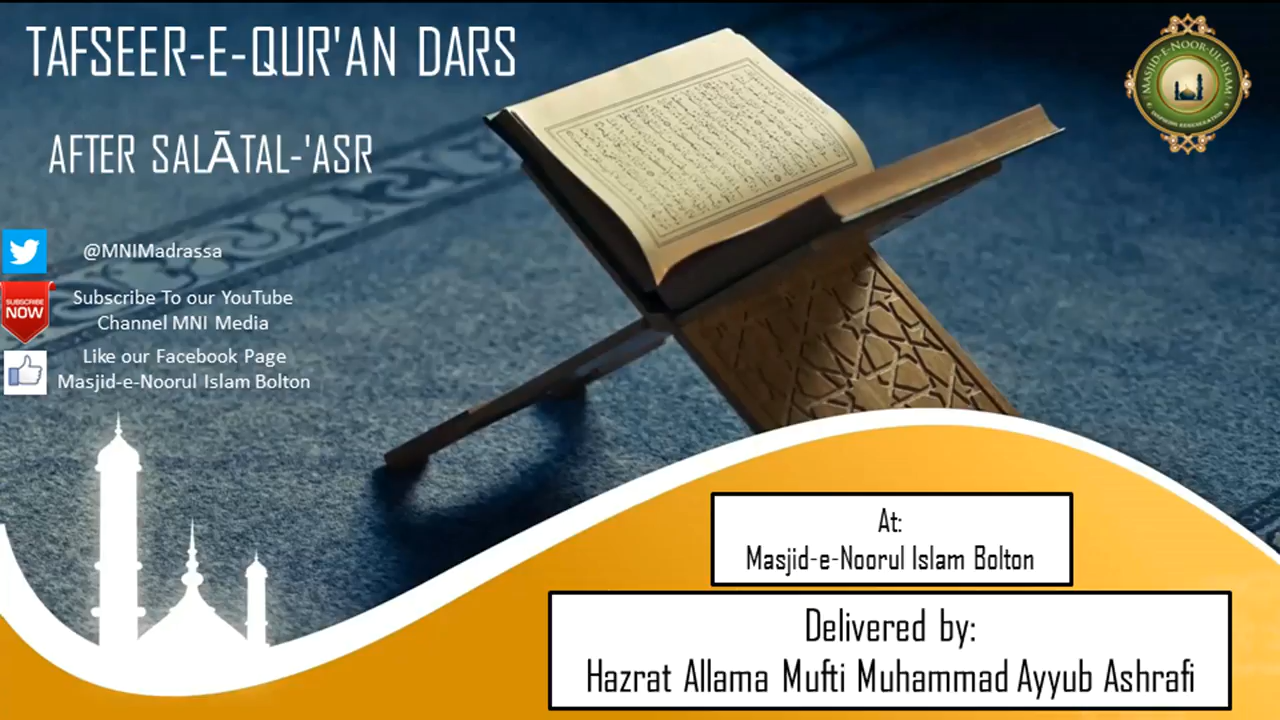 TAFSEER-E-QUR'AN DARS
AFTER SALĀTAL-'ASR
@MNIMadrassa
SUBSCRIBE
NOW
Subscribe To our YouTube
Channel MNI Media
Like our Facebook Page
Masjid-e-Noorul Islam Bolton
MASJID-E-NOOR-UL-ISLAM
At:
Masjid-e-Noorul Islam Bolton
Delivered by:
Hazrat Allama Mufti Muhammad Ayyub Ashrafi